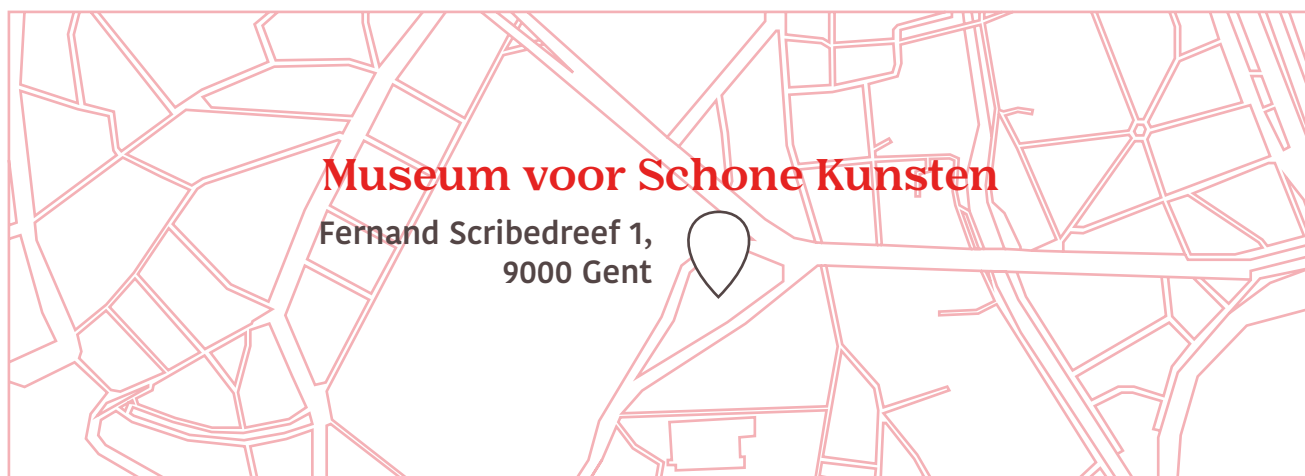 Museum voor Schone Kunsten
Fernand Scribedreef 1,
9000 Gent